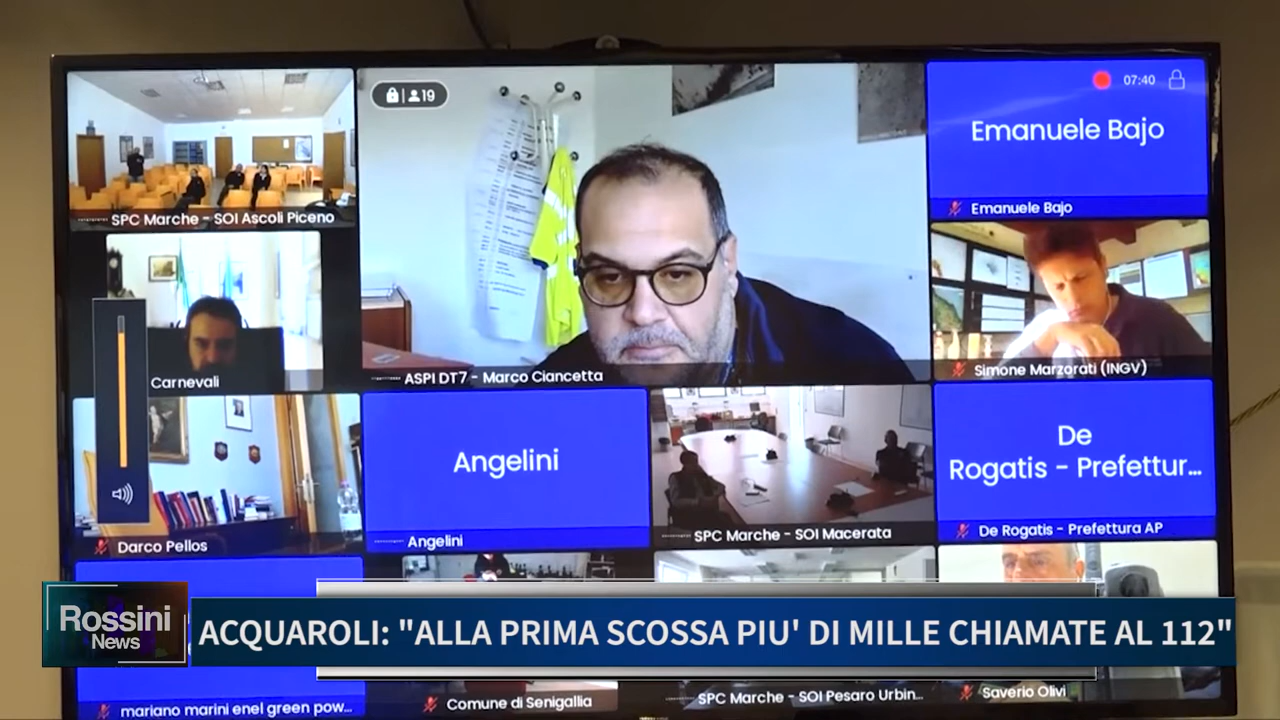 19
07:40
Emanuele Bajo
SPC Marche - SOI Ascoli Piceno
Emanuele Bajo
Carnevali
ASPI DT7 - Marco Ciancetta
Simone Marzorati (INGV)
Angelini
De
Rogatis - Prefettur...
Darco Pellos
Angelini
SPC Marche - SOI Macerata
De Rogatis - Prefettura AP
Rossini
News
ACQUAROLI: "ALLA PRIMA SCOSSA PIU' DI MILLE CHIAMATE AL 112"
mariano marini enel green pow...
Comune di Senigallia
SPC Marche - SOI Pesaro Urbin...
Saverio Olivi